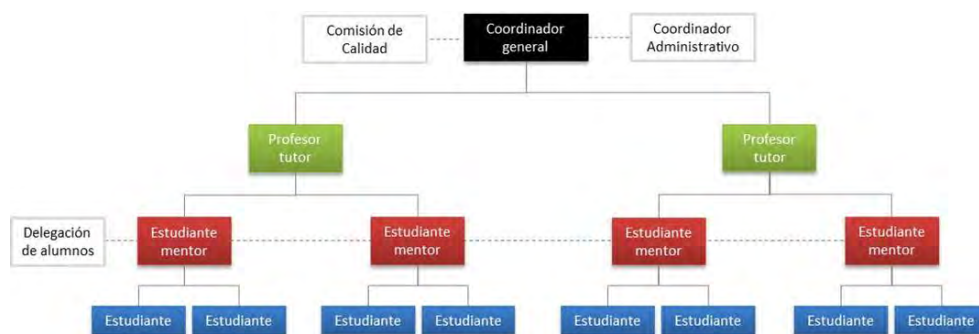 Comisión de
Calidad
Coordinador
general
Coordinador
Administrativo
Profesor
tutor
Profesor
tutor
Delegación
de alumnos
Estudiante
mentor
Estudiante
mentor
Estudiante
mentor
Estudiante
mentor
Estudiante
Estudiante
Estudiante
Estudiante
Estudiante
Estudiante
Estudiante
Estudiante